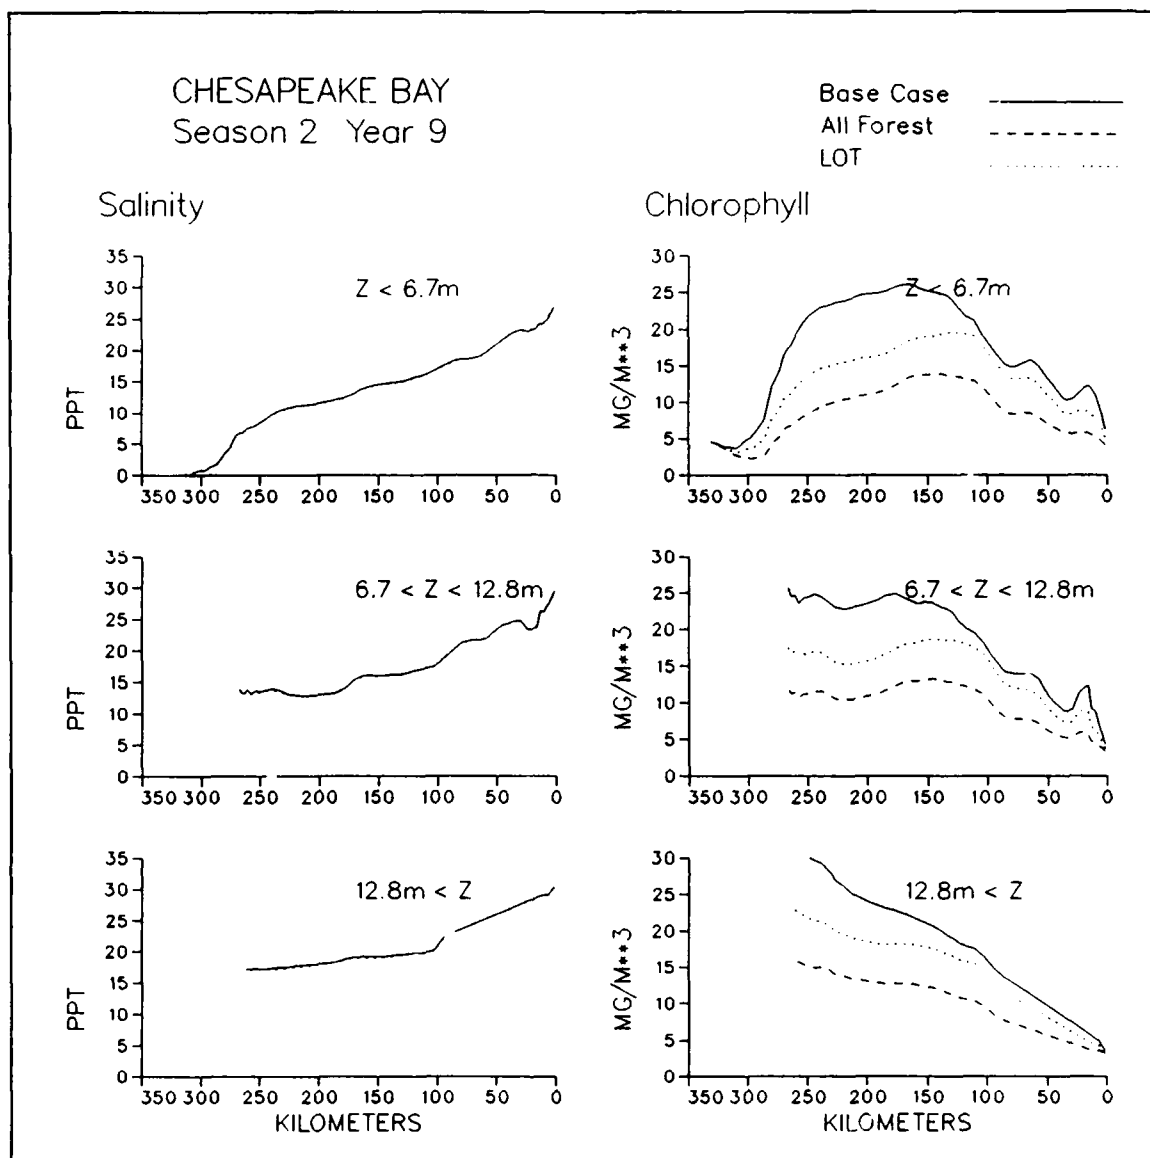 CHESAPEAKE BAY
Season 2 Year 9
Base Case
All Forest
LOT
Salinity
Chlorophyll
Z < 6.7m
35
30
25
20
15
10
5
0
PPT
350 300 250 200 150 100 50 0
Z < 6.7m
30
25
20
15
10
5
0
MG/M**3
350 300 250 200 150 100 50 0
6.7 < Z < 12.8m
35
30
25
20
15
10
5
0
PPT
350 300 250 200 150 100 50 0
6.7 < Z < 12.8m
30
25
20
15
10
5
0
MG/M**3
350 300 250 200 150 100 50 0
12.8m < Z
35
30
25
20
15
10
5
0
PPT
350 300 250 200 150 100 50 0
KILOMETERS
12.8m < Z
30
25
20
15
10
5
0
MG/M**3
350 300 250 200 150 100 50 0
KILOMETERS